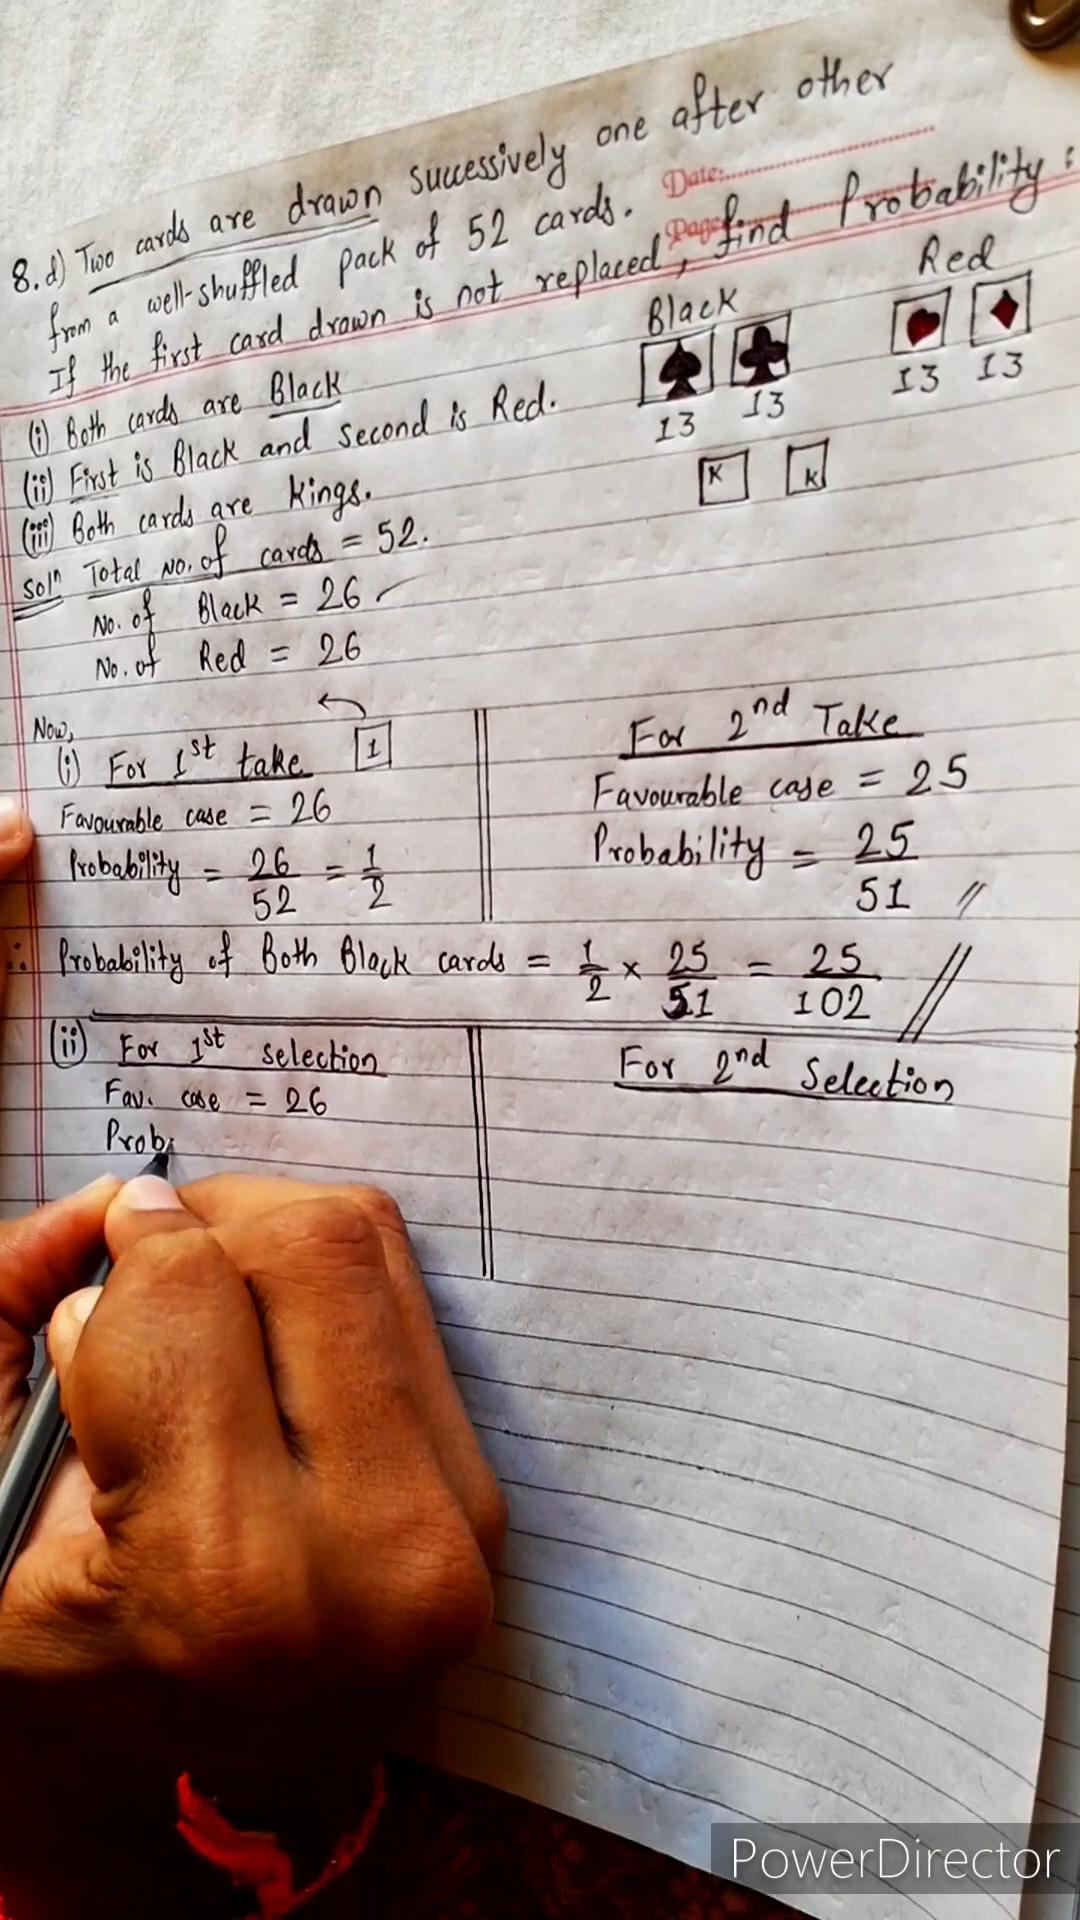 8.d) Two cards are drawn successively one after other
from a well-shuffled pack of 52 cards.
Date:
Page:
If the first card drawn is not replaced, find Probability:
(i) Both cards are Black
(ii) First is Black and Second is Red.
(iii) Both cards are Kings.
Black
Red
13 13
13 13
K K
Solⁿ Total No. of cards = 52.
No. of Black = 26
No. of Red = 26
Now,
(i) For 1st take 1
Favourable case = 26
Probability = 26/52 = 1/2
For 2nd Take
Favourable case = 25
Probability = 25/51 //
∴ Probability of Both Black cards = 1/2 × 25/51 = 25/102 //
(ii) For 1st selection
Fav. case = 26
Prob.
For 2nd Selection
PowerDirector